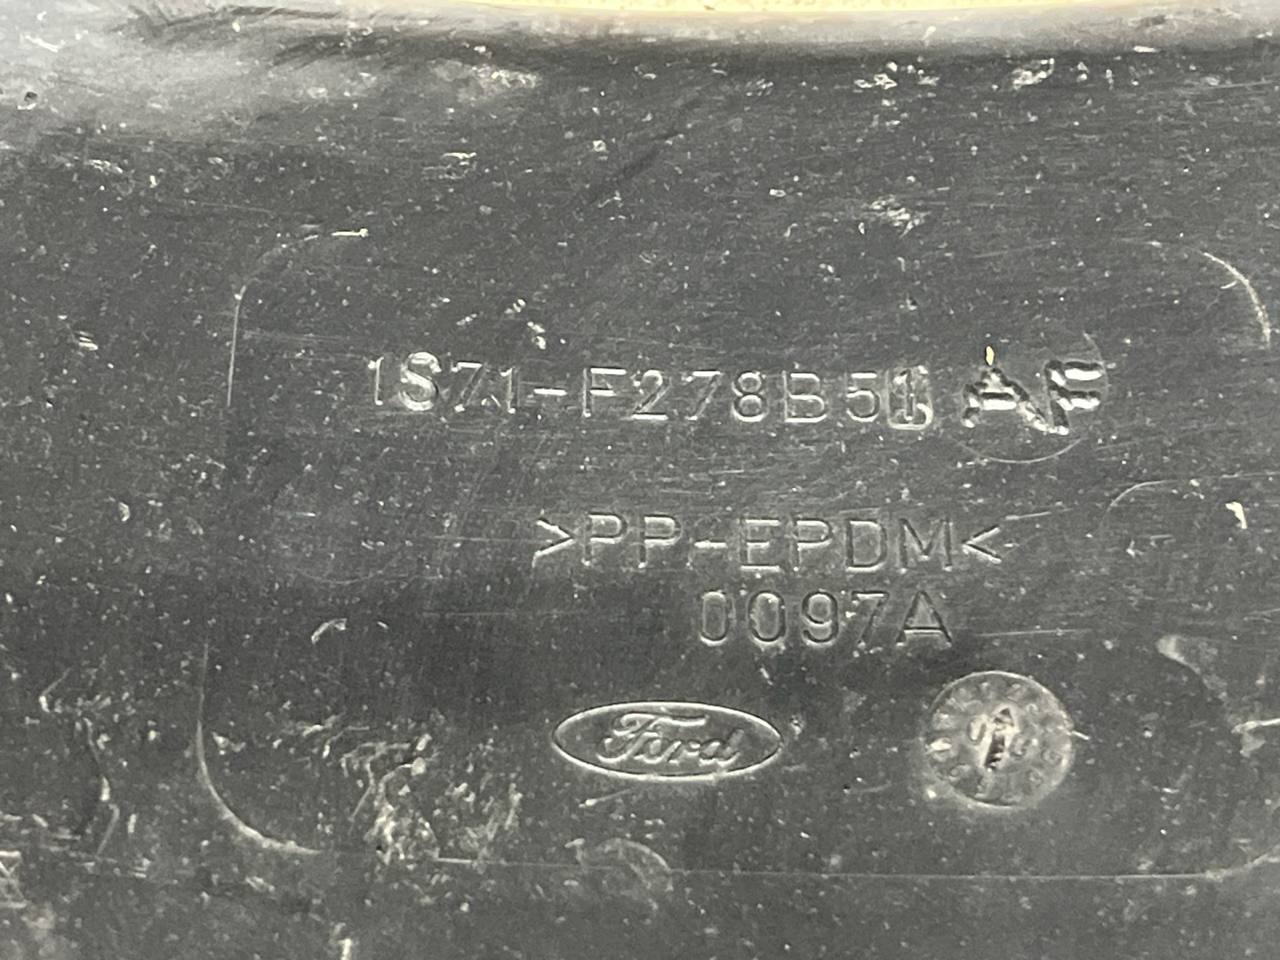 1S71-F278B51 AF
>PP-EPDM<
0097A
Ford